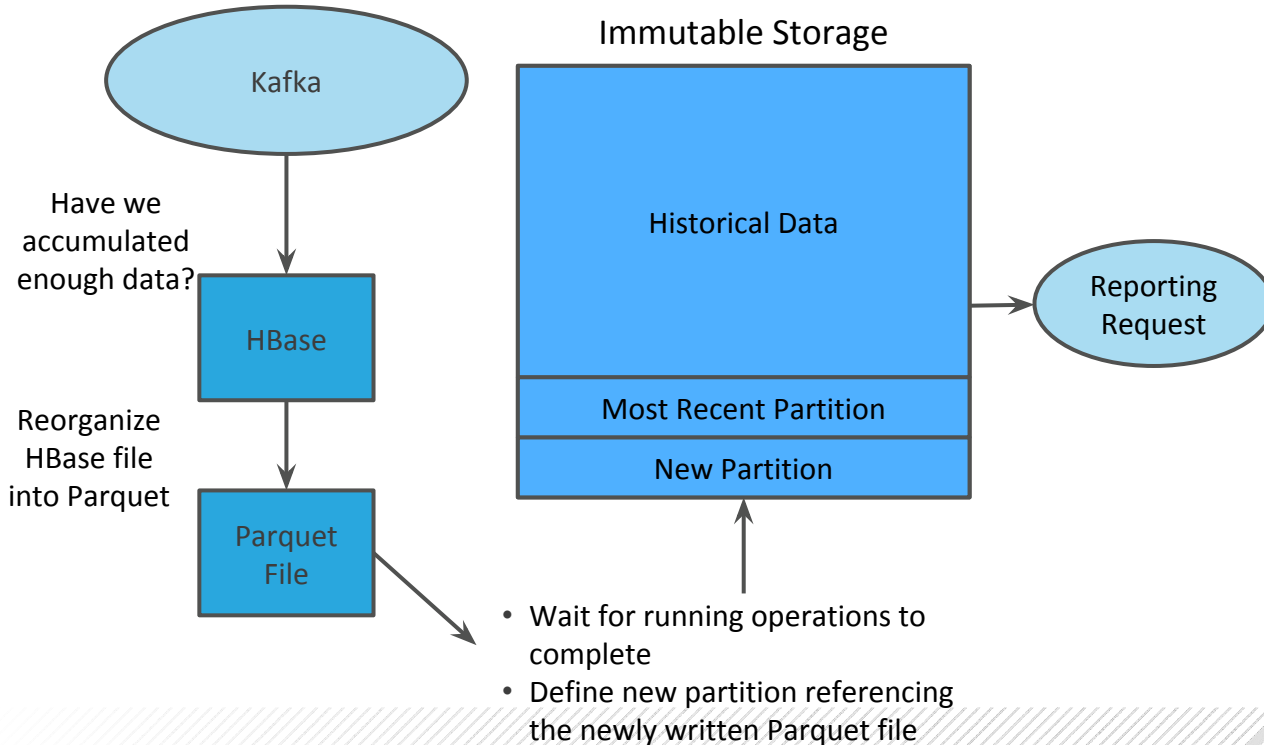 Immutable Storage
Kafka
Have we
accumulated
enough data?
HBase
Reorganize
HBase file
into Parquet
Parquet
File
Historical Data
Most Recent Partition
New Partition
Reporting
Request
• Wait for running operations to
complete
• Define new partition referencing
the newly written Parquet file